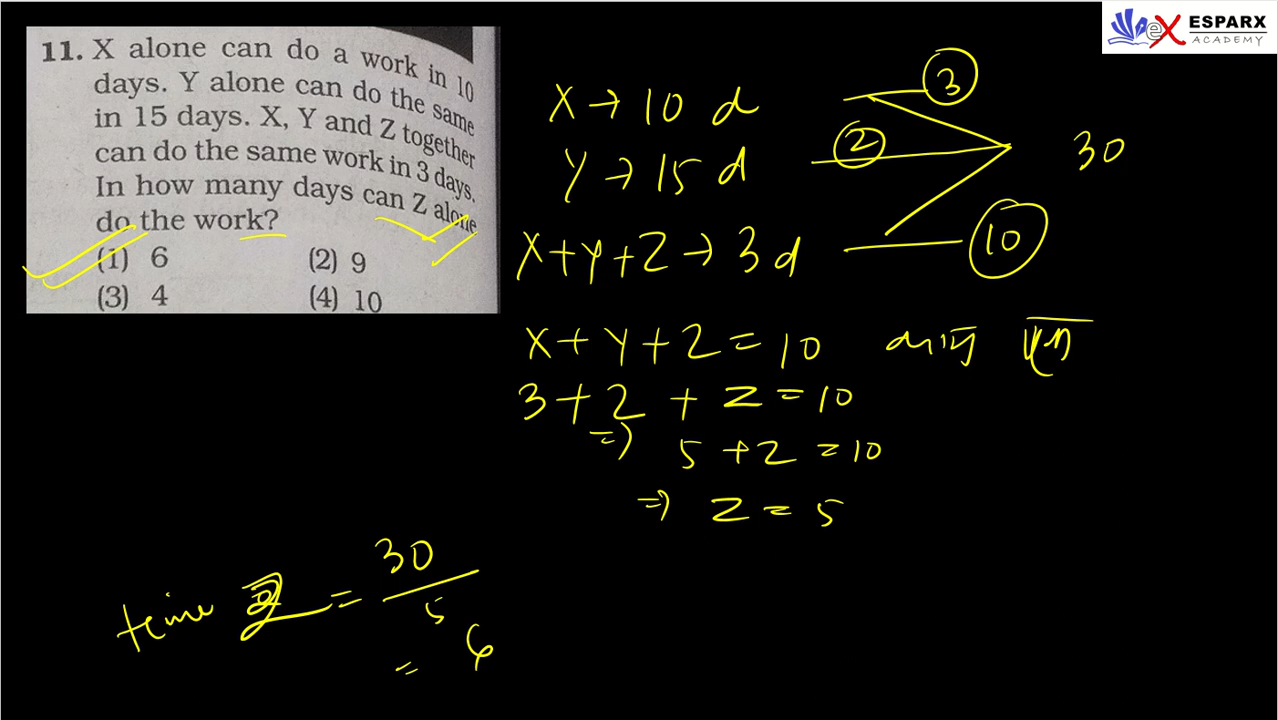 ESPARX
ACADEMY
11. X alone can do a work in 10
days. Y alone can do the same
in 15 days. X, Y and Z together
can do the same work in 3 days.
In how many days can Z alone
do the work?
(1) 6 (2) 9
(3) 4 (4) 10
X → 10 d 3
Y → 15 d 2 30
X+Y+Z → 3 d 10
X + Y + Z = 10
3 + 2 + Z = 10
⇒ 5 + Z = 10
⇒ Z = 5
time Z = 30
5
= 6